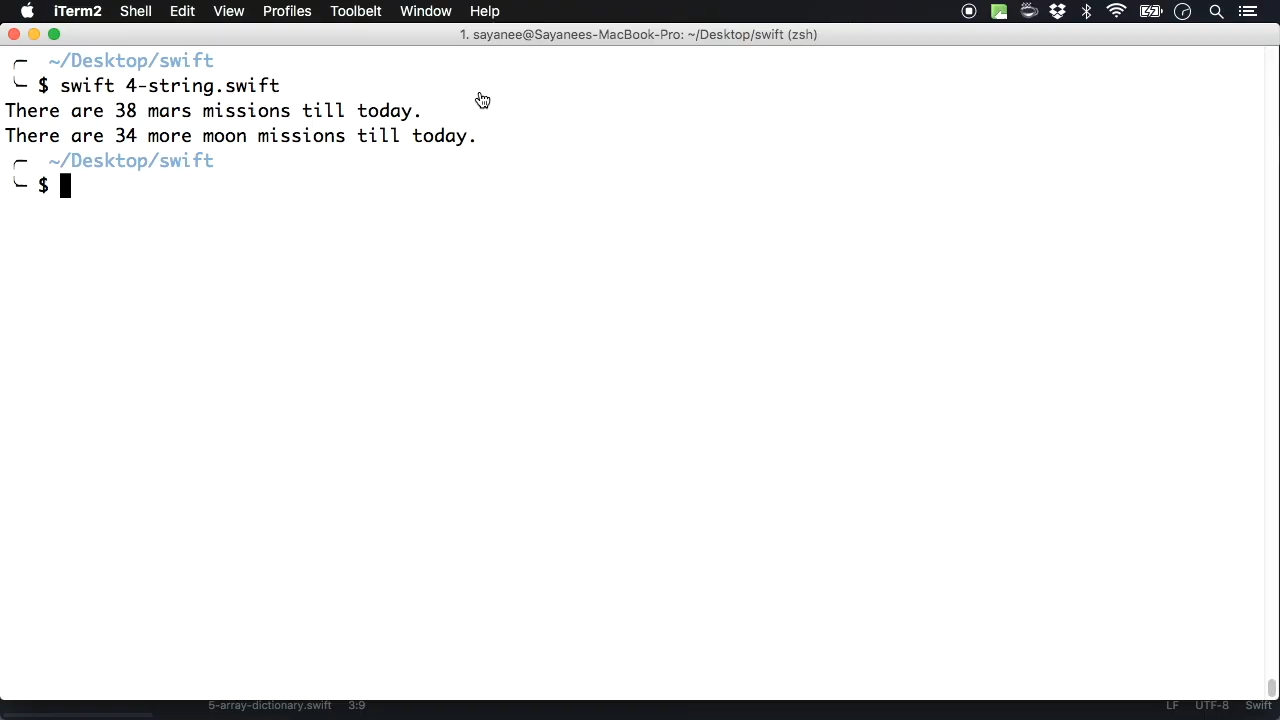 iTerm2 Shell Edit View Profiles Toolbelt Window Help
1. sayanee@Sayanees-MacBook-Pro: ~/Desktop/swift (zsh)
~/Desktop/swift
$ swift 4-string.swift
There are 38 mars missions till today.
There are 34 more moon missions till today.
~/Desktop/swift
$
5-array-dictionary.swift 3:9 LF UTF-8 Swift